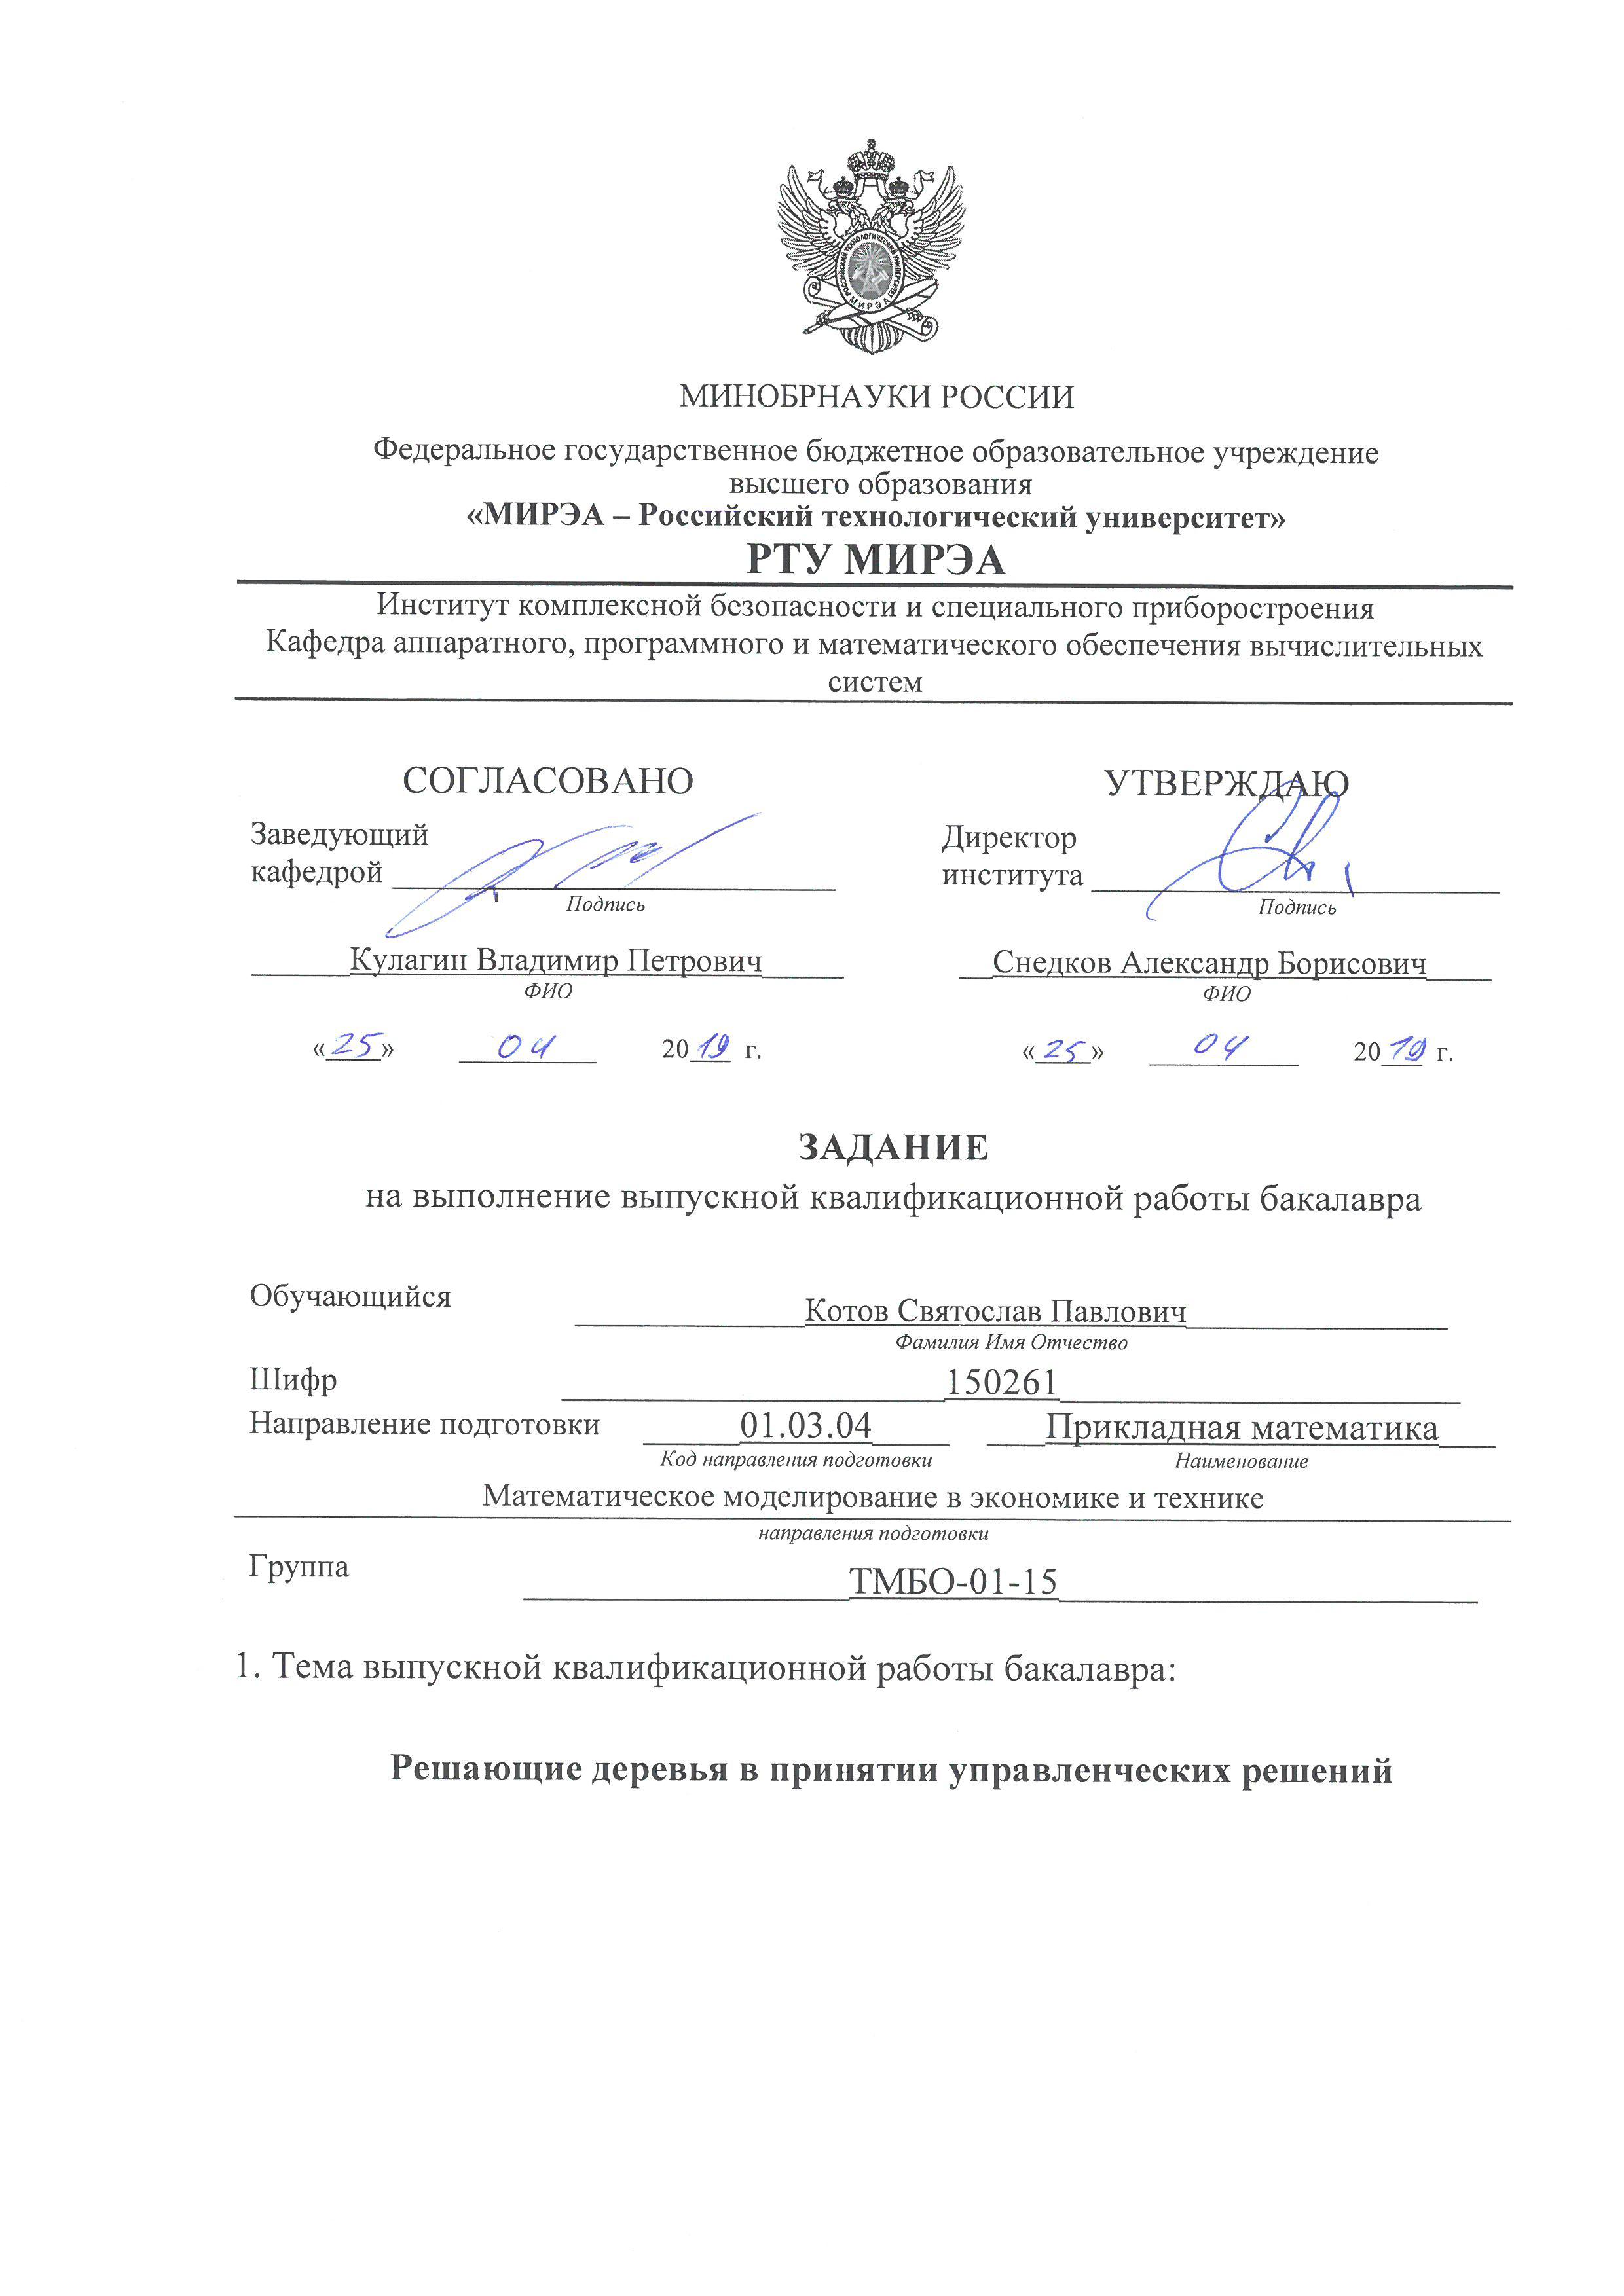 РОССИЙСКИЙ ТЕХНОЛОГИЧЕСКИЙ УНИВЕРСИТЕТ
МИРЭА
МИНОБРНАУКИ РОССИИ
Федеральное государственное бюджетное образовательное учреждение
высшего образования
«МИРЭА – Российский технологический университет»
РТУ МИРЭА
Институт комплексной безопасности и специального приборостроения
Кафедра аппаратного, программного и математического обеспечения вычислительных
систем
СОГЛАСОВАНО
Заведующий
кафедрой
Подпись
Кулагин Владимир Петрович
ФИО
«25» 04 2019 г.
УТВЕРЖДАЮ
Директор
института
Подпись
Снедков Александр Борисович
ФИО
«25» 04 2019 г.
ЗАДАНИЕ
на выполнение выпускной квалификационной работы бакалавра
Обучающийся Котов Святослав Павлович
Фамилия Имя Отчество
Шифр 150261
Направление подготовки 01.03.04 Прикладная математика
Код направления подготовки Наименование
Математическое моделирование в экономике и технике
направления подготовки
Группа ТМБО-01-15
1. Тема выпускной квалификационной работы бакалавра:
Решающие деревья в принятии управленческих решений